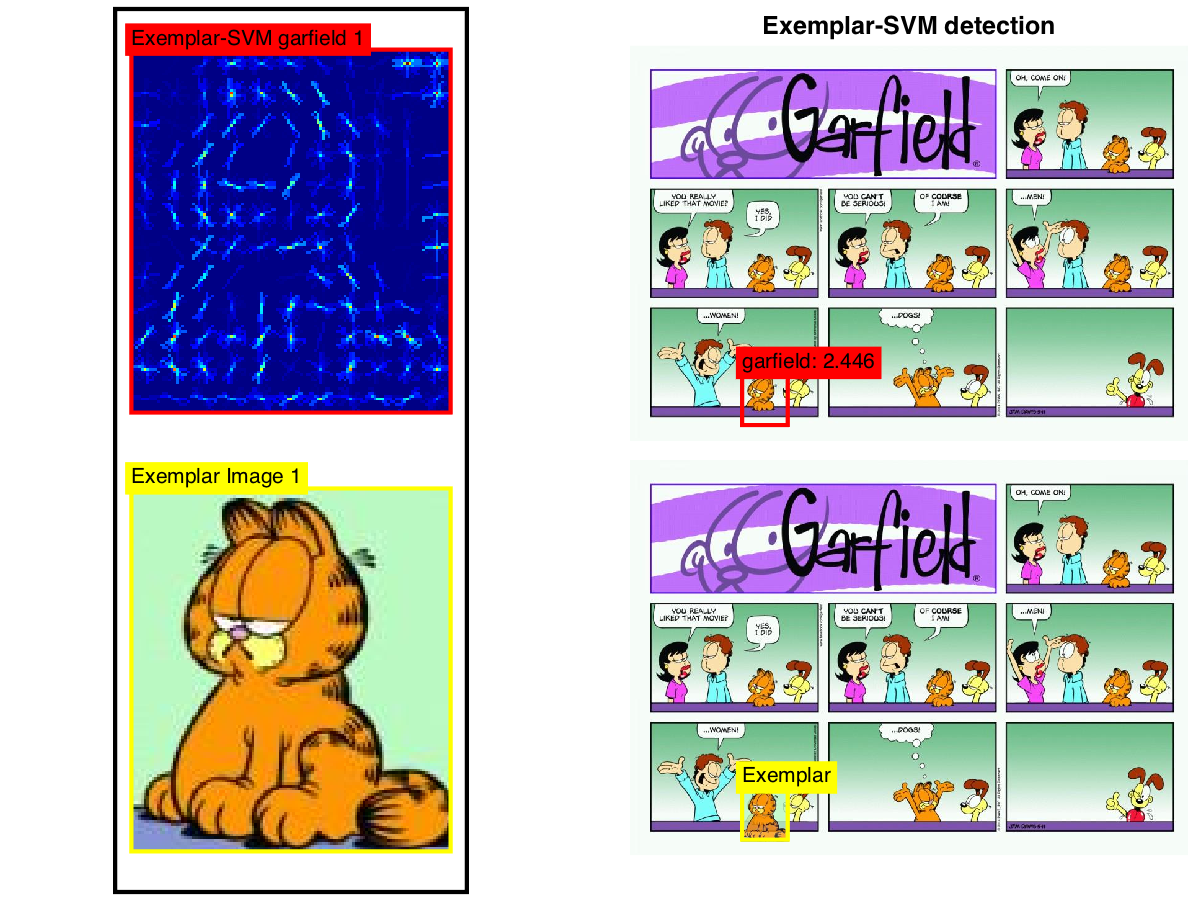 Exemplar-SVM garfield 1
Exemplar Image 1
Exemplar-SVM detection
Garfield
®
OH, COME ON!
YOU REALLY
LIKED THAT MOVIE?
YES,
I DID
YOU CAN'T
BE SERIOUS!
OF COURSE
I AM!
...MEN!
...WOMEN!
...DOGS!
garfield: 2.446
Garfield
®
OH, COME ON!
YOU REALLY
LIKED THAT MOVIE?
YES,
I DID
YOU CAN'T
BE SERIOUS!
OF COURSE
I AM!
...MEN!
...WOMEN!
...DOGS!
Exemplar